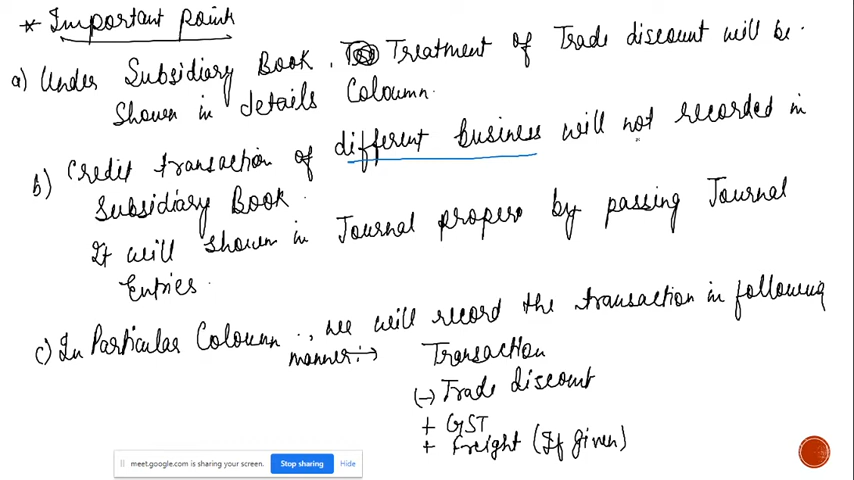 * Important point
a) Under Subsidiary Book, Treatment of Trade discount will be
Shown in details Coloumn.
b) Credit transaction of different business will not recorded in
Subsidiary Book.
It will shown in Journal proper by passing Journal
Entries.
c) In Particular Coloumn, we will record the transaction in following
manner:→ Transaction
(-) Trade discount
+ GST
+ Freight (If given)
meet.google.com is sharing your screen. Stop sharing Hide